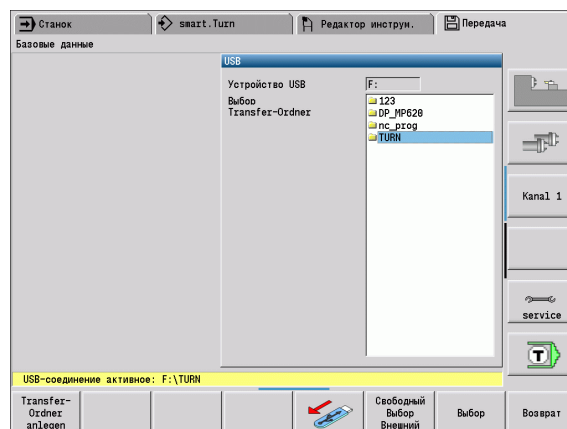 Станок
smart.Turn
Редактор инструм.
Передача
Базовые данные
USB
Устройство USB
F:
Выбор
Transfer-Ordner
123
DP_MP620
nc_prog
TURN
Kanal 1
service
T
USB-соединение активное: F:\TURN
Transfer-
Ordner
anlegen
Свободный
Выбор
Внешний
Выбор
Возврат